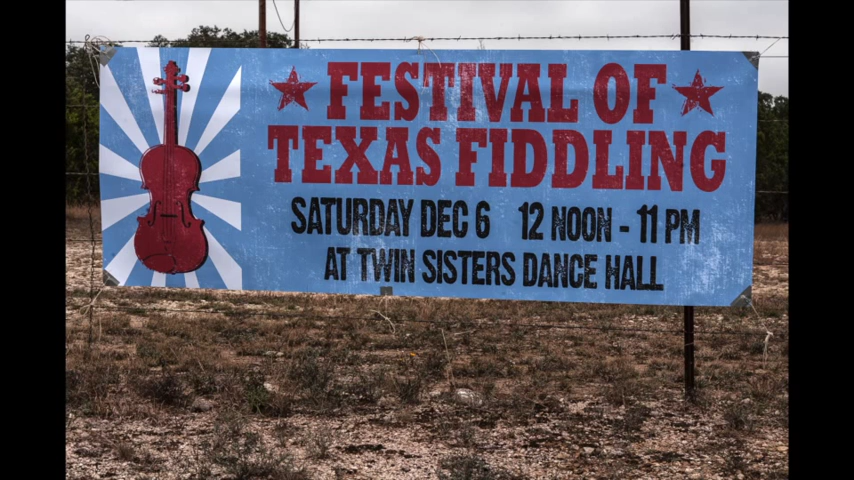 FESTIVAL OF
TEXAS FIDDLING
SATURDAY DEC 6 12 NOON - 11 PM
AT TWIN SISTERS DANCE HALL